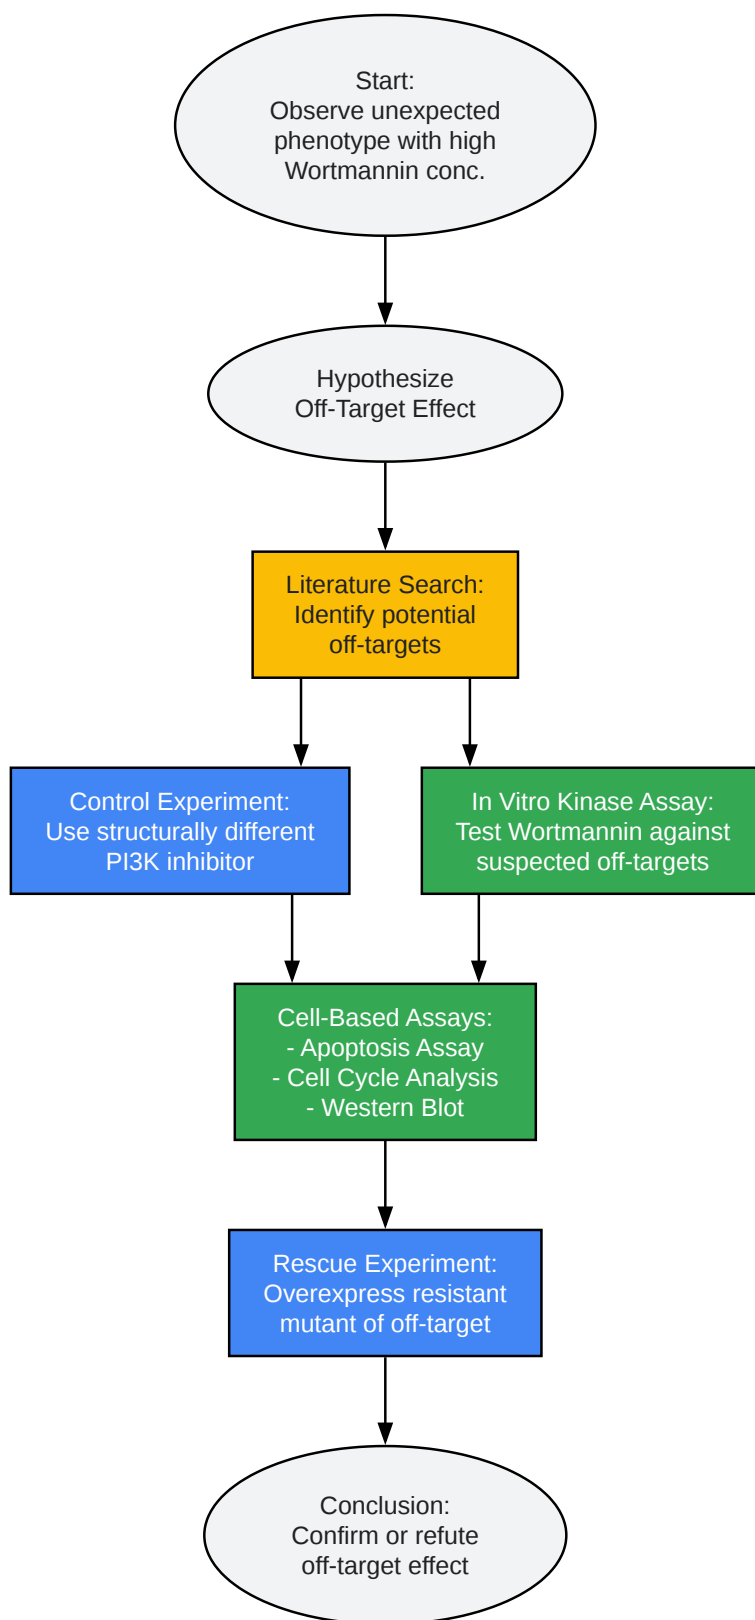 Start:
Observe unexpected
phenotype with high
Wortmannin conc.
Hypothesize
Off-Target Effect
Literature Search:
Identify potential
off-targets
Control Experiment:
Use structurally different
PI3K inhibitor
In Vitro Kinase Assay:
Test Wortmannin against
suspected off-targets
Cell-Based Assays:
- Apoptosis Assay
- Cell Cycle Analysis
- Western Blot
Rescue Experiment:
Overexpress resistant
mutant of off-target
Conclusion:
Confirm or refute
off-target effect